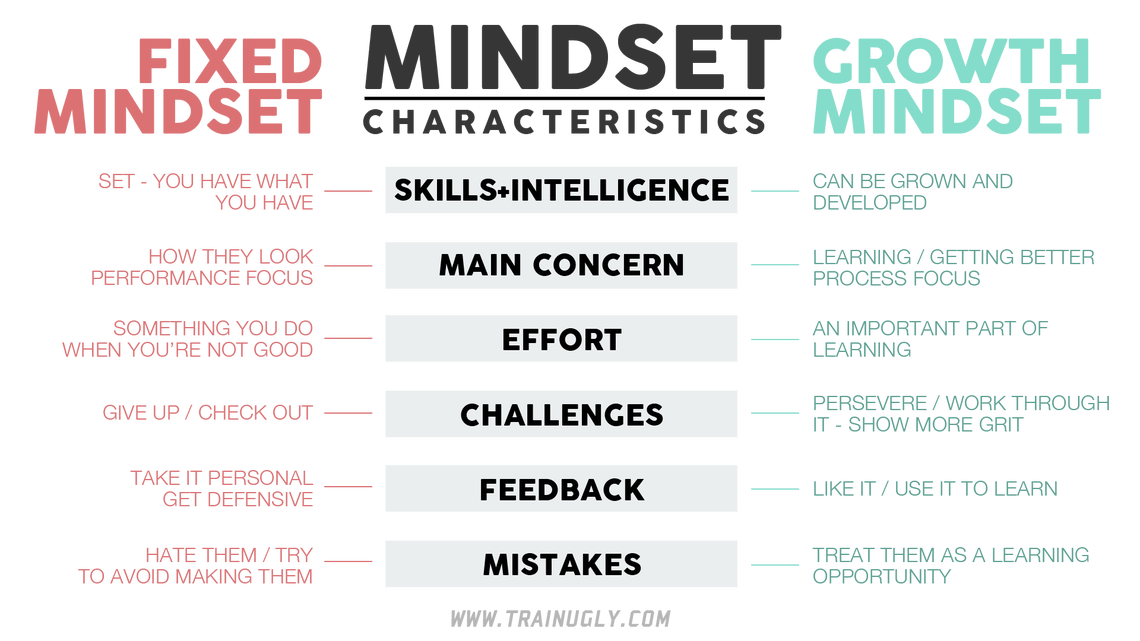 FIXED
MINDSET
MINDSET
CHARACTERISTICS
GROWTH
MINDSET
SET - YOU HAVE WHAT
YOU HAVE
SKILLS+INTELLIGENCE
CAN BE GROWN AND
DEVELOPED
HOW THEY LOOK
PERFORMANCE FOCUS
MAIN CONCERN
LEARNING / GETTING BETTER
PROCESS FOCUS
SOMETHING YOU DO
WHEN YOU'RE NOT GOOD
EFFORT
AN IMPORTANT PART OF
LEARNING
GIVE UP / CHECK OUT
CHALLENGES
PERSEVERE / WORK THROUGH
IT - SHOW MORE GRIT
TAKE IT PERSONAL
GET DEFENSIVE
FEEDBACK
LIKE IT / USE IT TO LEARN
HATE THEM / TRY
TO AVOID MAKING THEM
MISTAKES
TREAT THEM AS A LEARNING
OPPORTUNITY
WWW.TRAINUGLY.COM